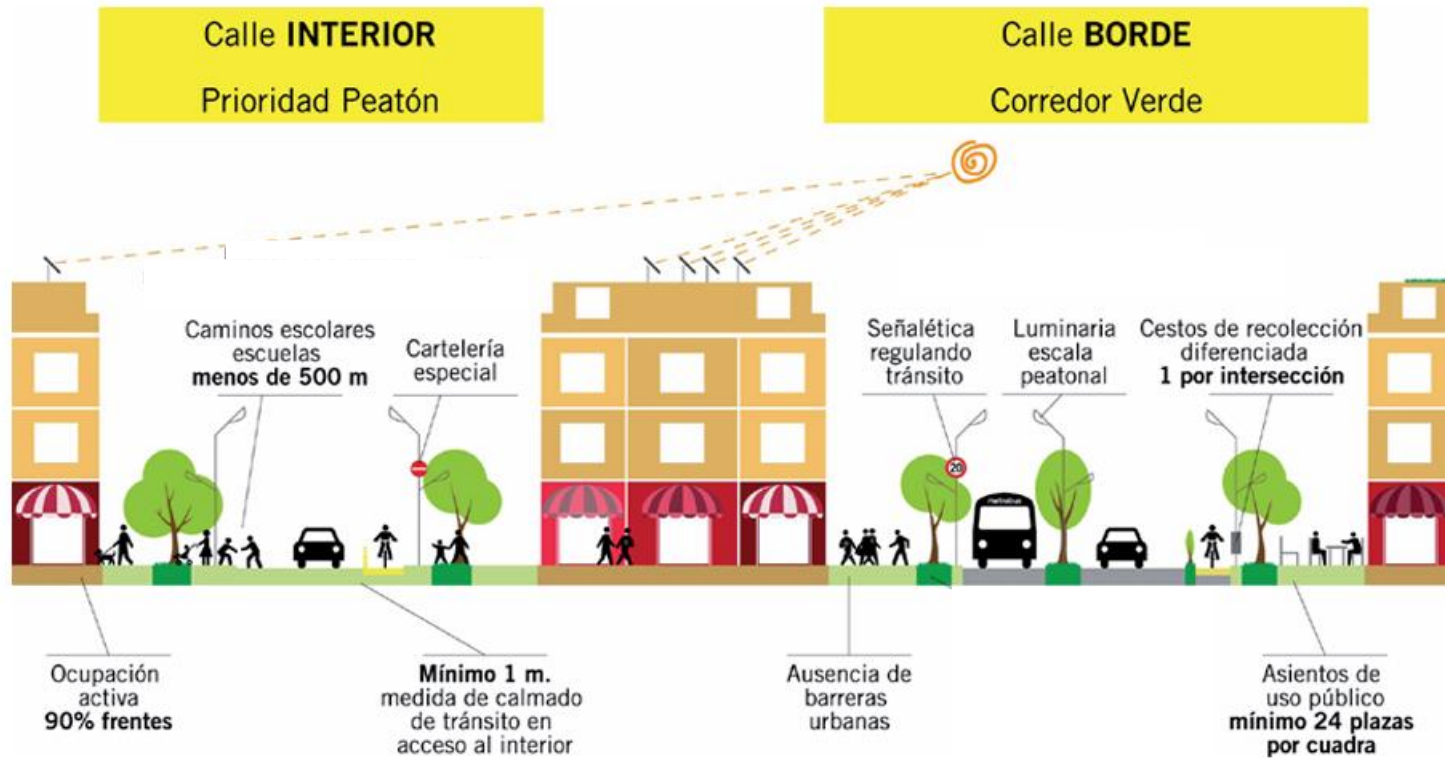 Calle INTERIOR
Prioridad Peatón
Calle BORDE
Corredor Verde
Caminos escolares
escuelas
menos de 500 m
Cartelería
especial
Señalética
regulando
tránsito
Luminaria
escala
peatonal
Cestos de recolección
diferenciada
1 por intersección
20
metrobus
Ocupación
activa
90% frentes
Mínimo 1 m.
medida de calmado
de tránsito en
acceso al interior
Ausencia de
barreras
urbanas
Asientos de
uso público
mínimo 24 plazas
por cuadra